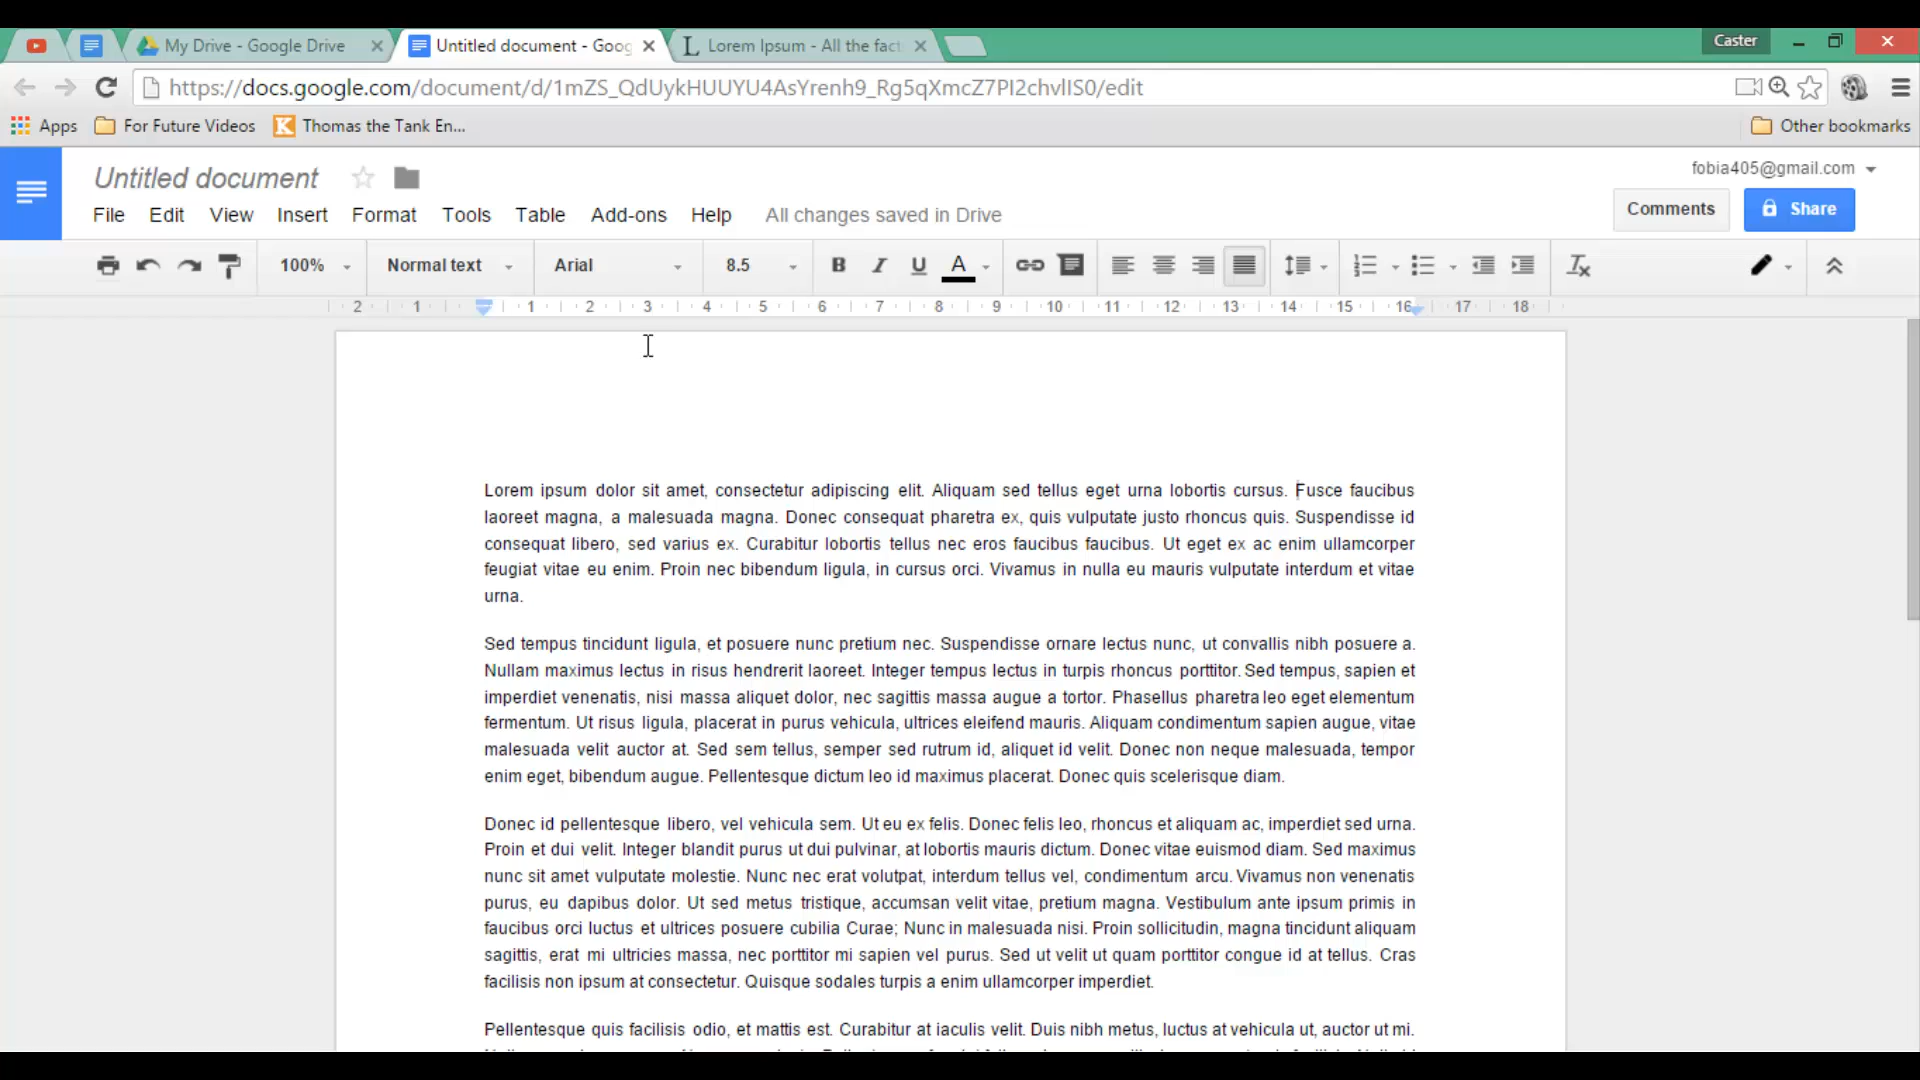 My Drive - Google Drive
Untitled document - Goog
L Lorem Ipsum - All the fact
Caster
https://docs.google.com/document/d/1mZS_QdUykHUUYU4AsYrenh9_Rg5qXmcZ7PI2chvlIS0/edit
Apps For Future Videos K Thomas the Tank En... Other bookmarks
Untitled document
fobia405@gmail.com
File Edit View Insert Format Tools Table Add-ons Help All changes saved in Drive
Comments Share
100% Normal text Arial 8.5 B I U A
2 1 1 2 3 4 5 6 7 8 9 10 11 12 13 14 15 16 17 18
Lorem ipsum dolor sit amet, consectetur adipiscing elit. Aliquam sed tellus eget urna lobortis cursus. Fusce faucibus
laoreet magna, a malesuada magna. Donec consequat pharetra ex, quis vulputate justo rhoncus quis. Suspendisse id
consequat libero, sed varius ex. Curabitur lobortis tellus nec eros faucibus faucibus. Ut eget ex ac enim ullamcorper
feugiat vitae eu enim. Proin nec bibendum ligula, in cursus orci. Vivamus in nulla eu mauris vulputate interdum et vitae
urna.
Sed tempus tincidunt ligula, et posuere nunc pretium nec. Suspendisse ornare lectus nunc, ut convallis nibh posuere a.
Nullam maximus lectus in risus hendrerit laoreet. Integer tempus lectus in turpis rhoncus porttitor. Sed tempus, sapien et
imperdiet venenatis, nisi massa aliquet dolor, nec sagittis massa augue a tortor. Phasellus pharetra leo eget elementum
fermentum. Ut risus ligula, placerat in purus vehicula, ultrices eleifend mauris. Aliquam condimentum sapien augue, vitae
malesuada velit auctor at. Sed sem tellus, semper sed rutrum id, aliquet id velit. Donec non neque malesuada, tempor
enim eget, bibendum augue. Pellentesque dictum leo id maximus placerat. Donec quis scelerisque diam.
Donec id pellentesque libero, vel vehicula sem. Ut eu ex felis. Donec felis leo, rhoncus et aliquam ac, imperdiet sed urna.
Proin et dui velit. Integer blandit purus ut dui pulvinar, at lobortis mauris dictum. Donec vitae euismod diam. Sed maximus
nunc sit amet vulputate molestie. Nunc nec erat volutpat, interdum tellus vel, condimentum arcu. Vivamus non venenatis
purus, eu dapibus dolor. Ut sed metus tristique, accumsan velit vitae, pretium magna. Vestibulum ante ipsum primis in
faucibus orci luctus et ultrices posuere cubilia Curae; Nunc in malesuada nisi. Proin sollicitudin, magna tincidunt aliquam
sagittis, erat mi ultricies massa, nec porttitor mi sapien vel purus. Sed ut velit ut quam porttitor congue id at tellus. Cras
facilisis non ipsum at consectetur. Quisque sodales turpis a enim ullamcorper imperdiet.
Pellentesque quis facilisis odio, et mattis est. Curabitur at iaculis velit. Duis nibh metus, luctus at vehicula ut, auctor ut mi.